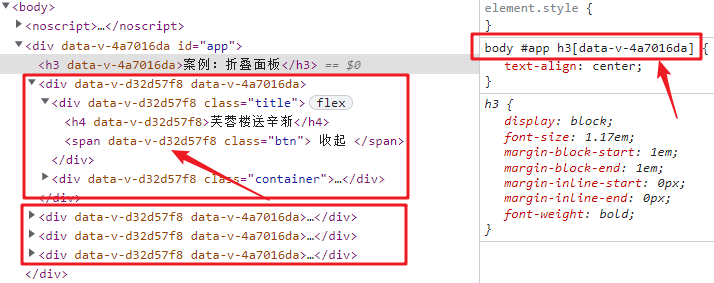 <body>
<noscript>…</noscript>
<div data-v-4a7016da id="app">
<h3 data-v-4a7016da>案例：折叠面板</h3> == $0
<div data-v-d32d57f8 data-v-4a7016da>
<div data-v-d32d57f8 class="title"> flex
<h4 data-v-d32d57f8>芙蓉楼送辛渐</h4>
<span data-v-d32d57f8 class="btn"> 收起 </span>
</div>
<div data-v-d32d57f8 class="container">…</div>
</div>
<div data-v-d32d57f8 data-v-4a7016da>…</div>
<div data-v-d32d57f8 data-v-4a7016da>…</div>
<div data-v-d32d57f8 data-v-4a7016da>…</div>
</div>
element.style {
}
body #app h3[data-v-4a7016da] {
text-align: center;
}
h3 {
display: block;
font-size: 1.17em;
margin-block-start: 1em;
margin-block-end: 1em;
margin-inline-start: 0px;
margin-inline-end: 0px;
font-weight: bold;
}